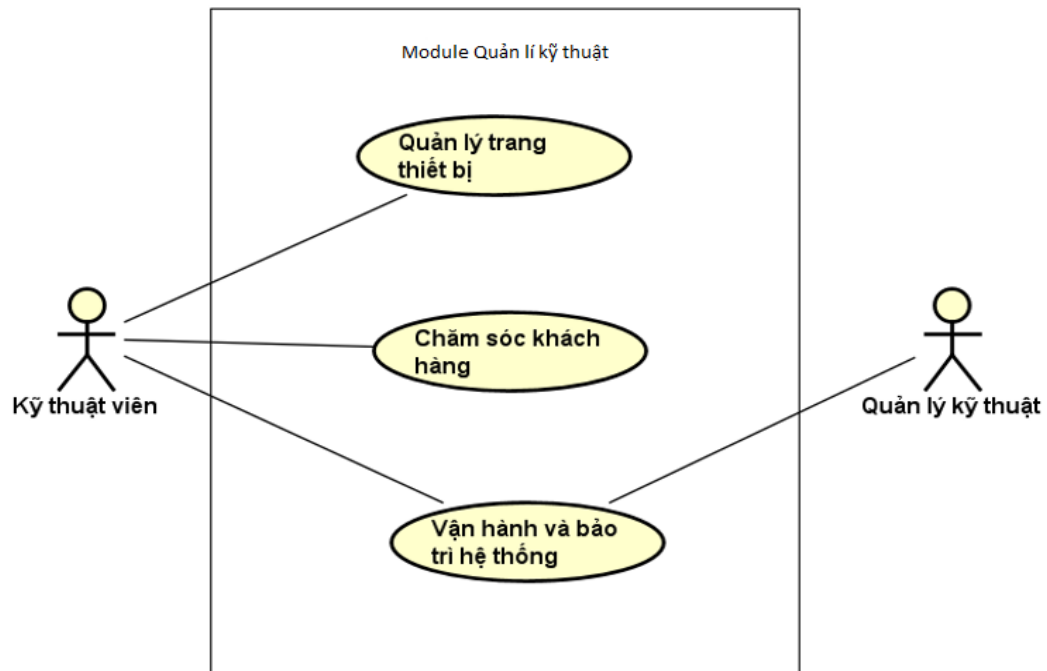 Module Quản lí kỹ thuật
Quản lý trang
thiết bị
Chăm sóc khách
hàng
Kỹ thuật viên
Quản lý kỹ thuật
Vận hành và bảo
trì hệ thống